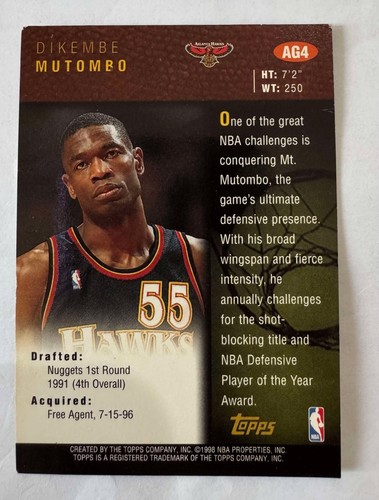 DIKEMBE
MUTOMBO
ATLANTA HAWKS
AG4
HT: 7'2"
WT: 250
One of the great
NBA challenges is
conquering Mt.
Mutombo, the
game's ultimate
defensive presence.
With his broad
wingspan and fierce
intensity, he
annually challenges
for the shot-
blocking title and
NBA Defensive
Player of the Year
Award.
NBA
55
HAWKS
Drafted:
Nuggets 1st Round
1991 (4th Overall)
Acquired:
Free Agent, 7-15-96
Topps
NBA
CREATED BY THE TOPPS COMPANY, INC. ©1998 NBA PROPERTIES, INC.
TOPPS IS A REGISTERED TRADEMARK OF THE TOPPS COMPANY, INC.